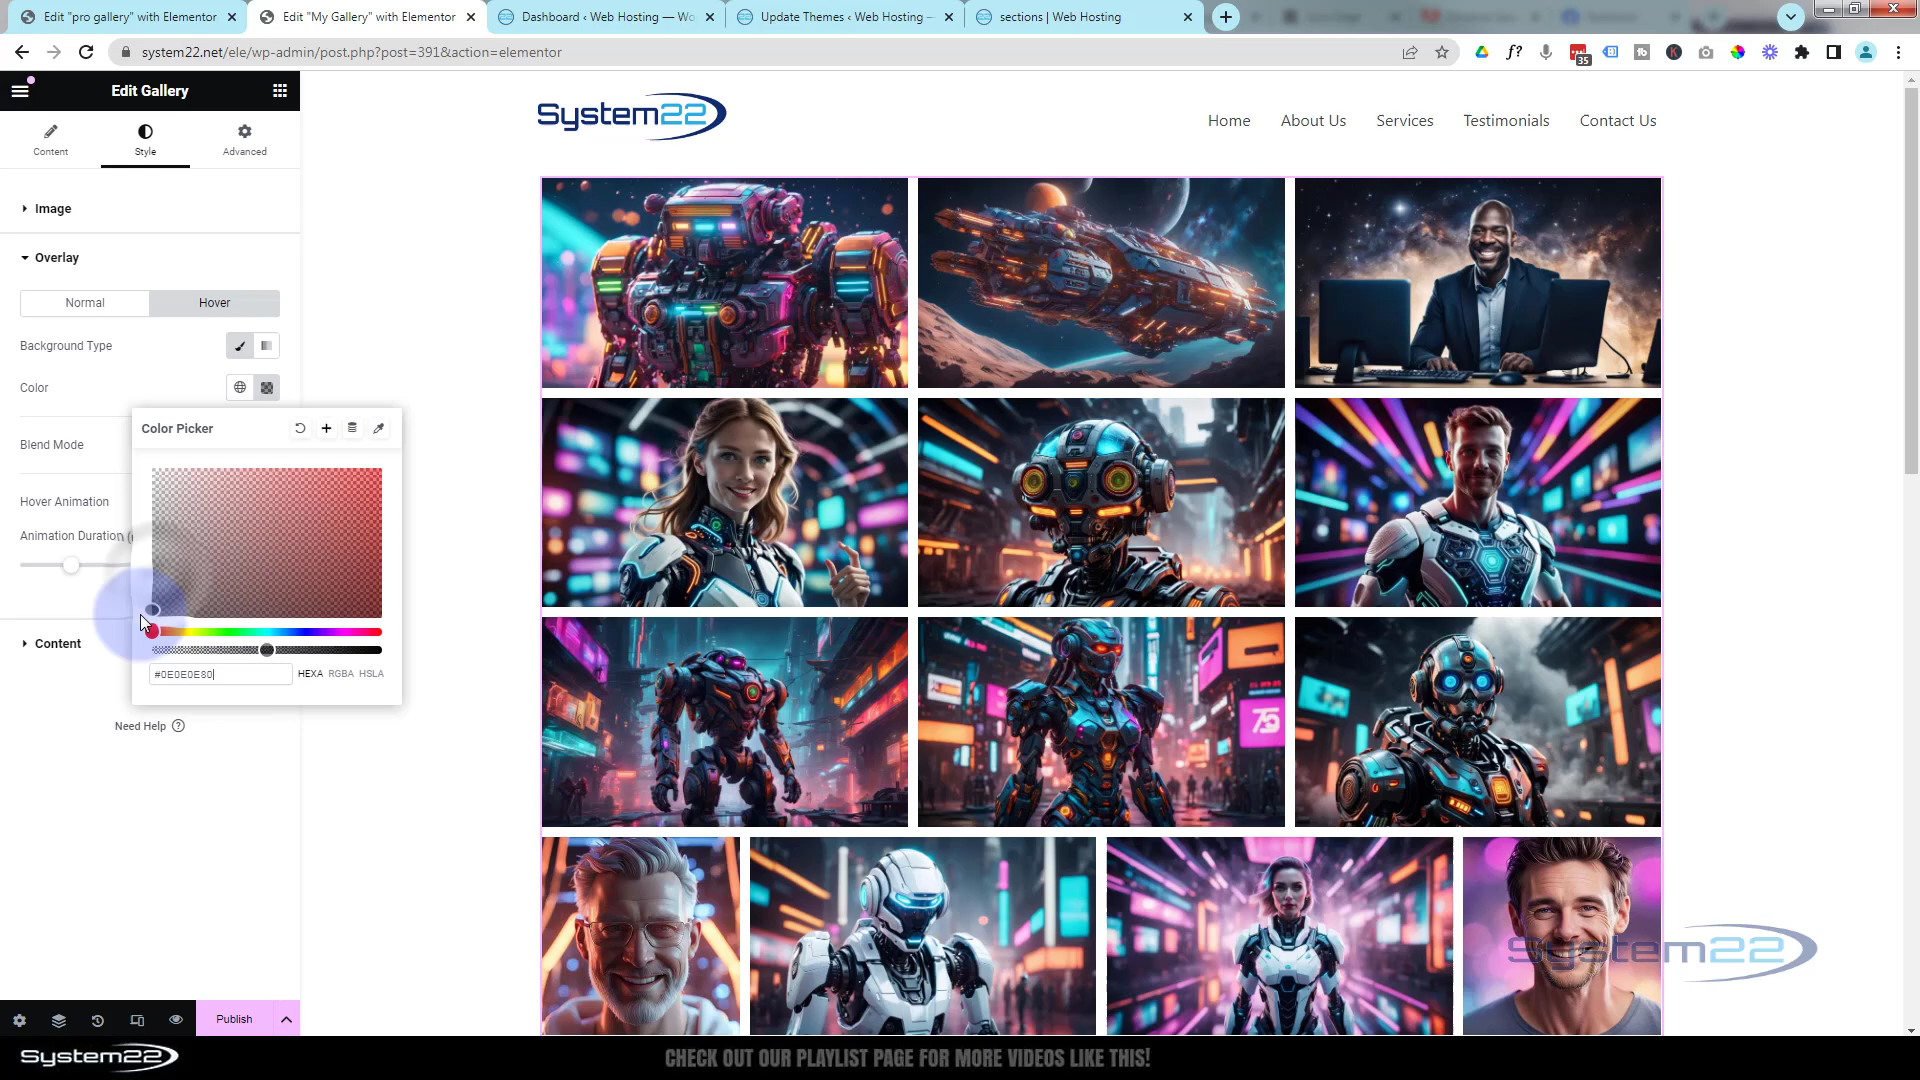 Edit "pro gallery" with Elementor
Edit "My Gallery" with Elementor
Dashboard ‹ Web Hosting — Wo
Update Themes ‹ Web Hosting —
sections | Web Hosting
system22.net/ele/wp-admin/post.php?post=391&action=elementor
f?
35
Edit Gallery
Content
Style
Advanced
Image
Overlay
Normal
Hover
Background Type
Color
Color Picker
Blend Mode
Hover Animation
Animation Duration (
#0E0E0E80
HEXA RGBA HSLA
Content
Need Help
Publish
System22
Home
About Us
Services
Testimonials
Contact Us
System22
System22
CHECK OUT OUR PLAYLIST PAGE FOR MORE VIDEOS LIKE THIS!